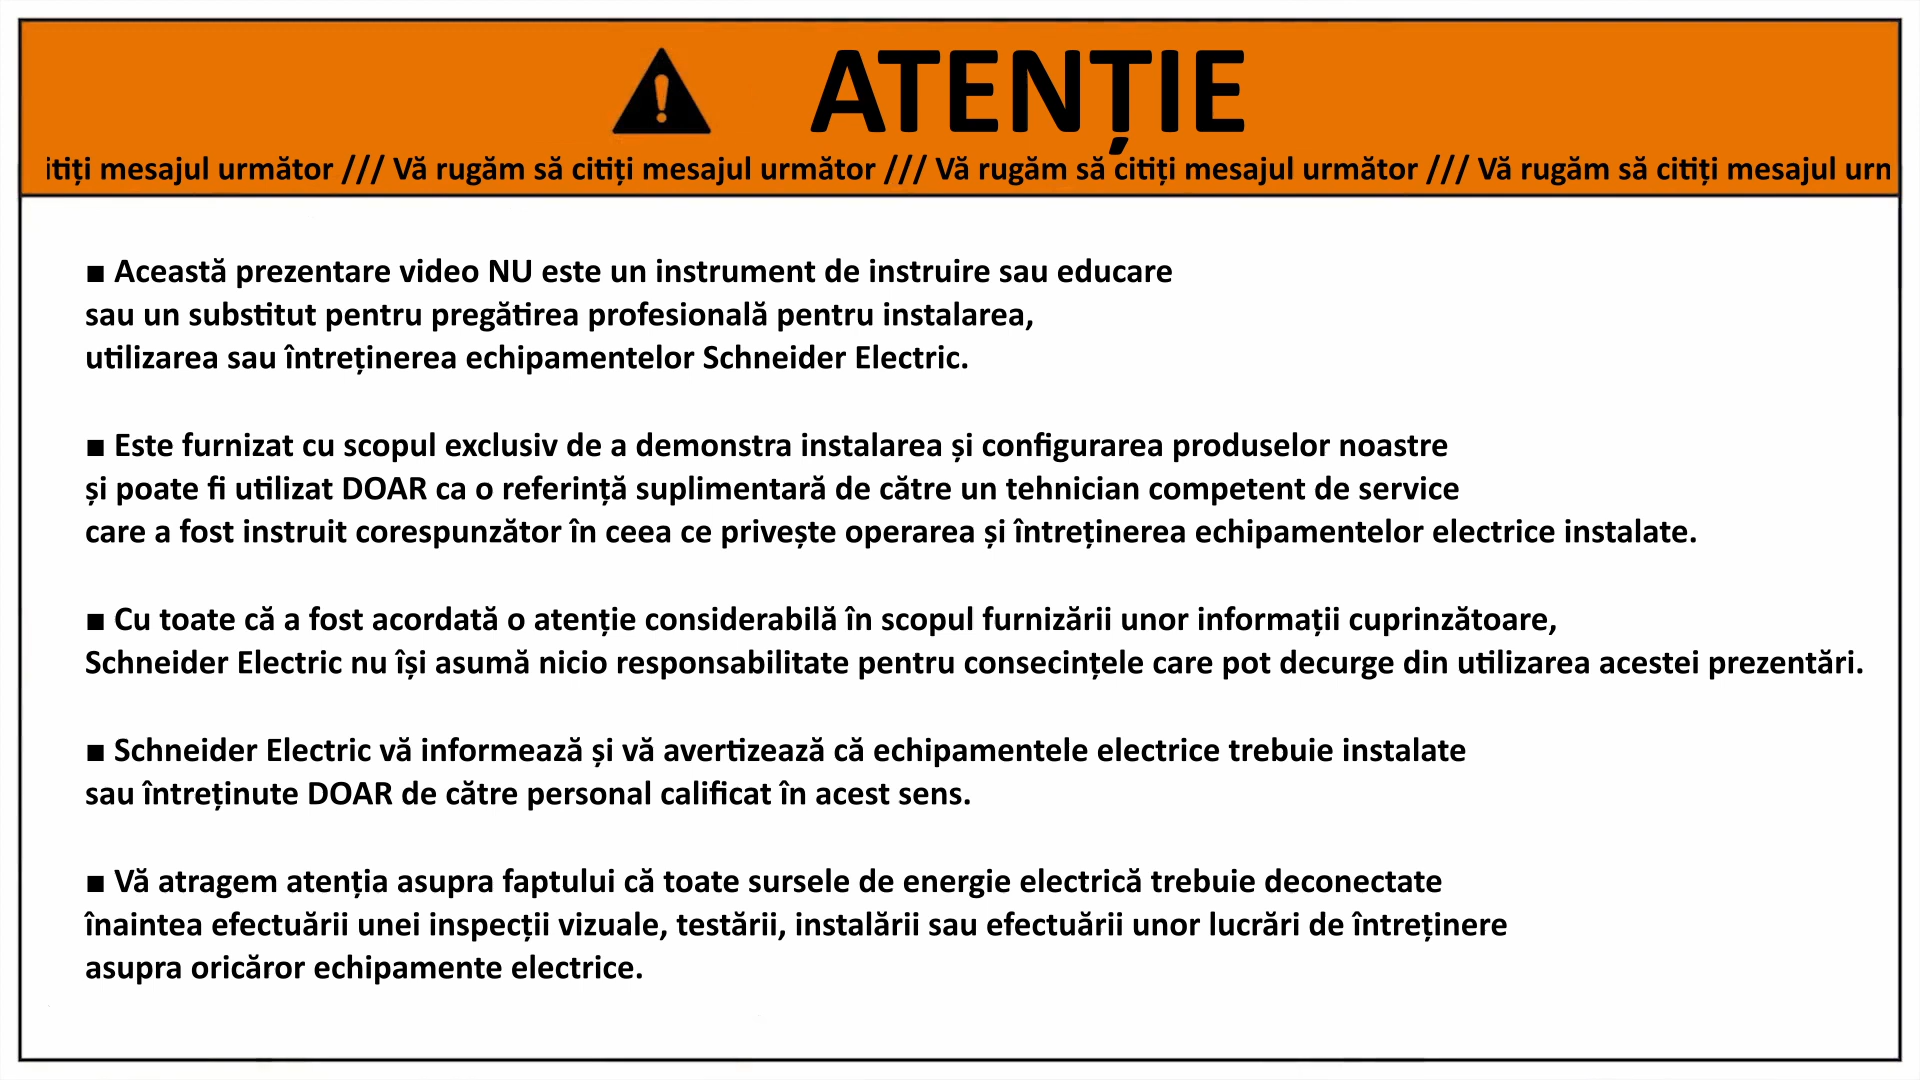 ATENȚIE
itiți mesajul următor /// Vă rugăm să citiți mesajul următor /// Vă rugăm să citiți mesajul următor /// Vă rugăm să citiți mesajul urn
■ Această prezentare video NU este un instrument de instruire sau educare
sau un substitut pentru pregătirea profesională pentru instalarea,
utilizarea sau întreținerea echipamentelor Schneider Electric.
■ Este furnizat cu scopul exclusiv de a demonstra instalarea și configurarea produselor noastre
și poate fi utilizat DOAR ca o referință suplimentară de către un tehnician competent de service
care a fost instruit corespunzător în ceea ce privește operarea și întreținerea echipamentelor electrice instalate.
■ Cu toate că a fost acordată o atenție considerabilă în scopul furnizării unor informații cuprinzătoare,
Schneider Electric nu își asumă nicio responsabilitate pentru consecințele care pot decurge din utilizarea acestei prezentări.
■ Schneider Electric vă informează și vă avertizează că echipamentele electrice trebuie instalate
sau întreținute DOAR de către personal calificat în acest sens.
■ Vă atragem atenția asupra faptului că toate sursele de energie electrică trebuie deconectate
înaintea efectuării unei inspecții vizuale, testării, instalării sau efectuării unor lucrări de întreținere
asupra oricăror echipamente electrice.